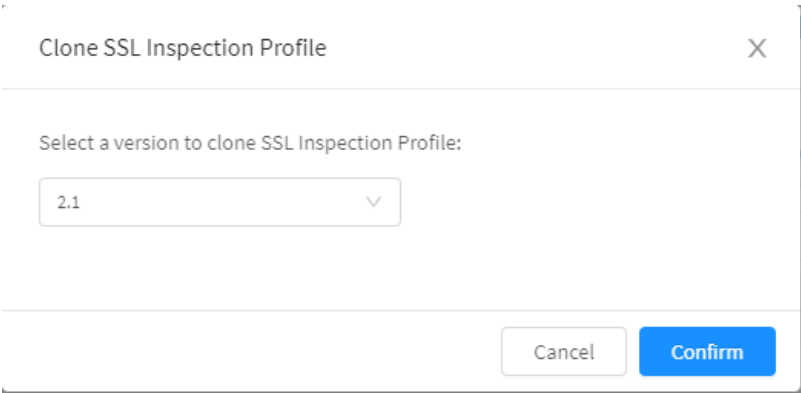 Clone SSL Inspection Profile
Select a version to clone SSL Inspection Profile:
2.1
Cancel
Confirm